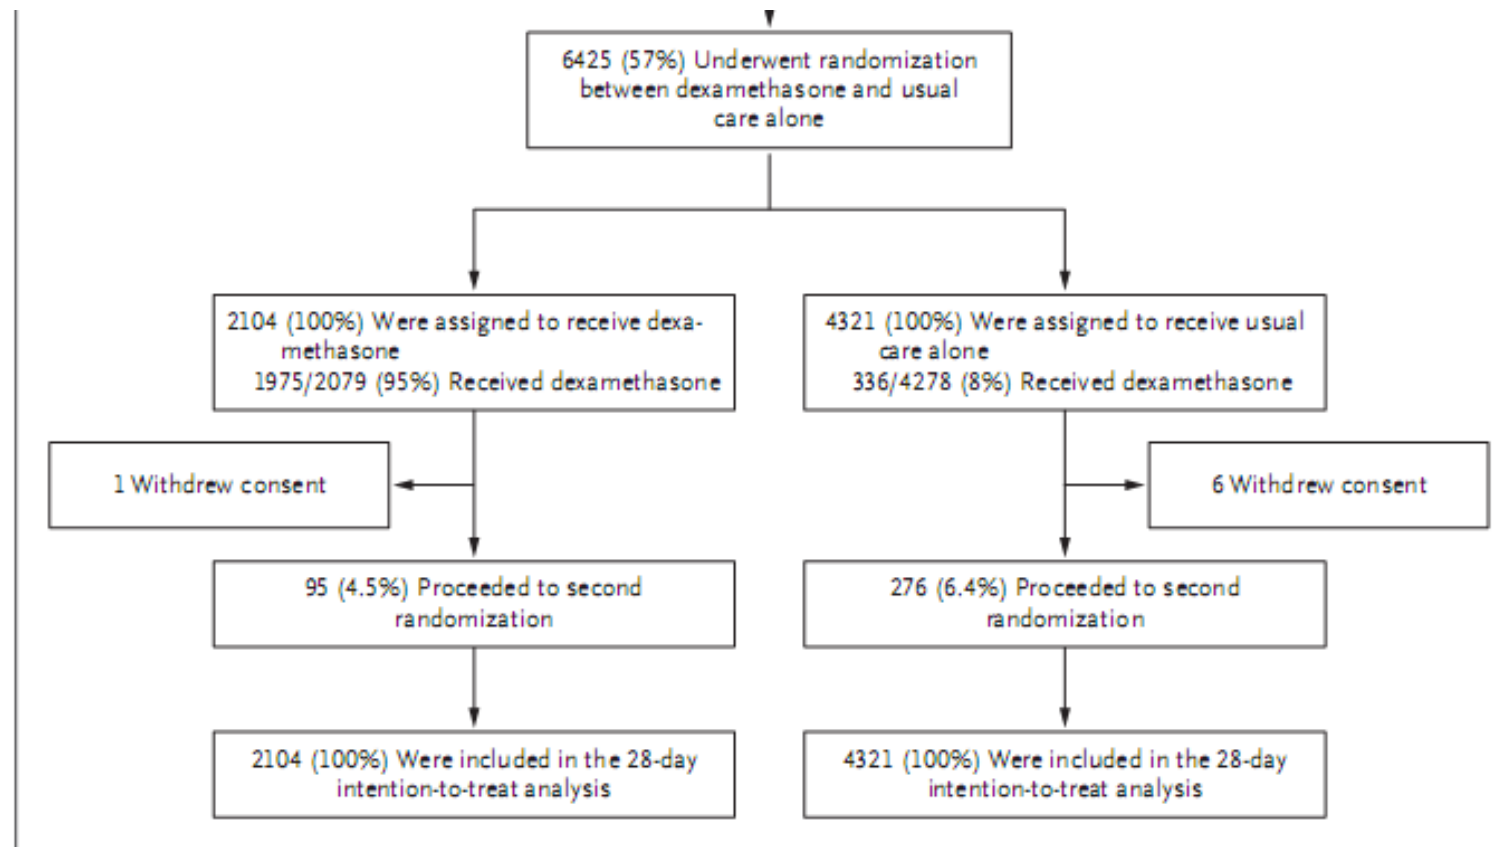 6425 (57%) Underwent randomization
between dexamethasone and usual
care alone
2104 (100%) Were assigned to receive dexa-
methasone
1975/2079 (95%) Received dexamethasone
4321 (100%) Were assigned to receive usual
care alone
336/4278 (8%) Received dexamethasone
1 Withdrew consent
6 Withdrew consent
95 (4.5%) Proceeded to second
randomization
276 (6.4%) Proceeded to second
randomization
2104 (100%) Were included in the 28-day
intention-to-treat analysis
4321 (100%) Were included in the 28-day
intention-to-treat analysis